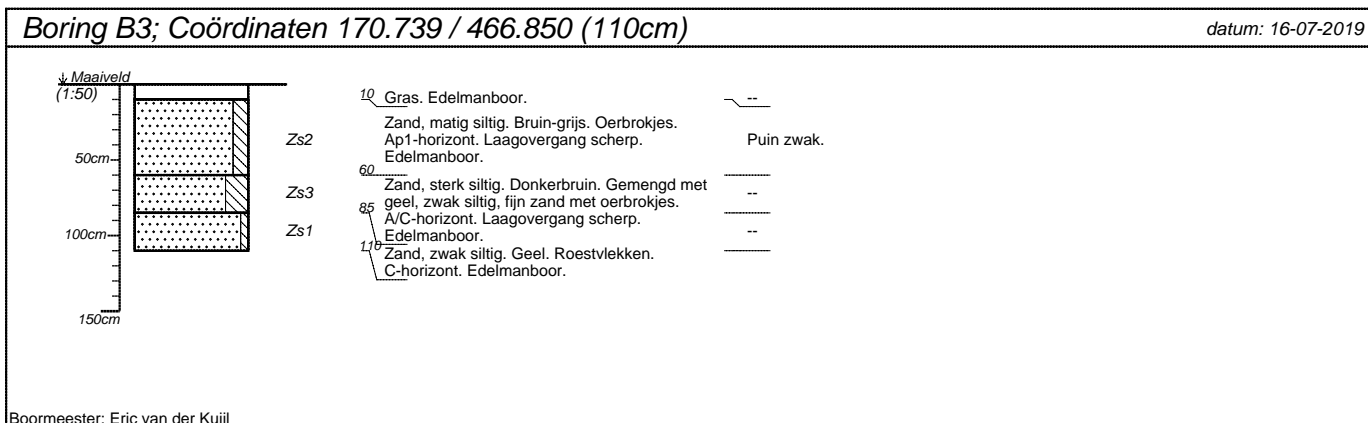 Boring B3; Coördinaten 170.739 / 466.850 (110cm)
datum: 16-07-2019
Maaiveld
(1:50)
50cm
100cm
150cm
Zs2
Zs3
Zs1
10 Gras. Edelmanboor.
--
Zand, matig siltig. Bruin-grijs. Oerbrokjes.
Ap1-horizont. Laagovergang scherp.
Edelmanboor.
Puin zwak.
60
Zand, sterk siltig. Donkerbruin. Gemengd met
geel, zwak siltig, fijn zand met oerbrokjes.
A/C-horizont. Laagovergang scherp.
Edelmanboor.
--
85
Zand, zwak siltig. Geel. Roestvlekken.
C-horizont. Edelmanboor.
--
110
Boormeester: Eric van der Kuijl